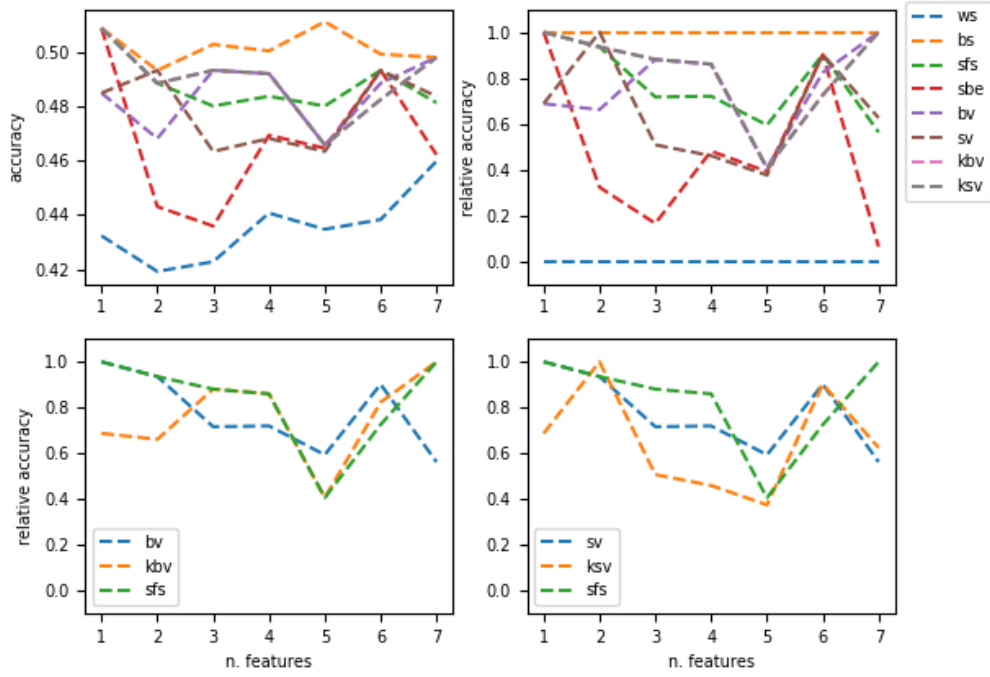 accuracy
0.50
0.48
0.46
0.44
0.42
1 2 3 4 5 6 7
relative accuracy
1.0
0.8
0.6
0.4
0.2
0.0
1 2 3 4 5 6 7
ws
bs
sfs
sbe
bv
sv
kbv
ksv
relative accuracy
1.0
0.8
0.6
0.4
0.2
0.0
bv
kbv
sfs
1 2 3 4 5 6 7
n. features
1.0
0.8
0.6
0.4
0.2
0.0
sv
ksv
sfs
1 2 3 4 5 6 7
n. features